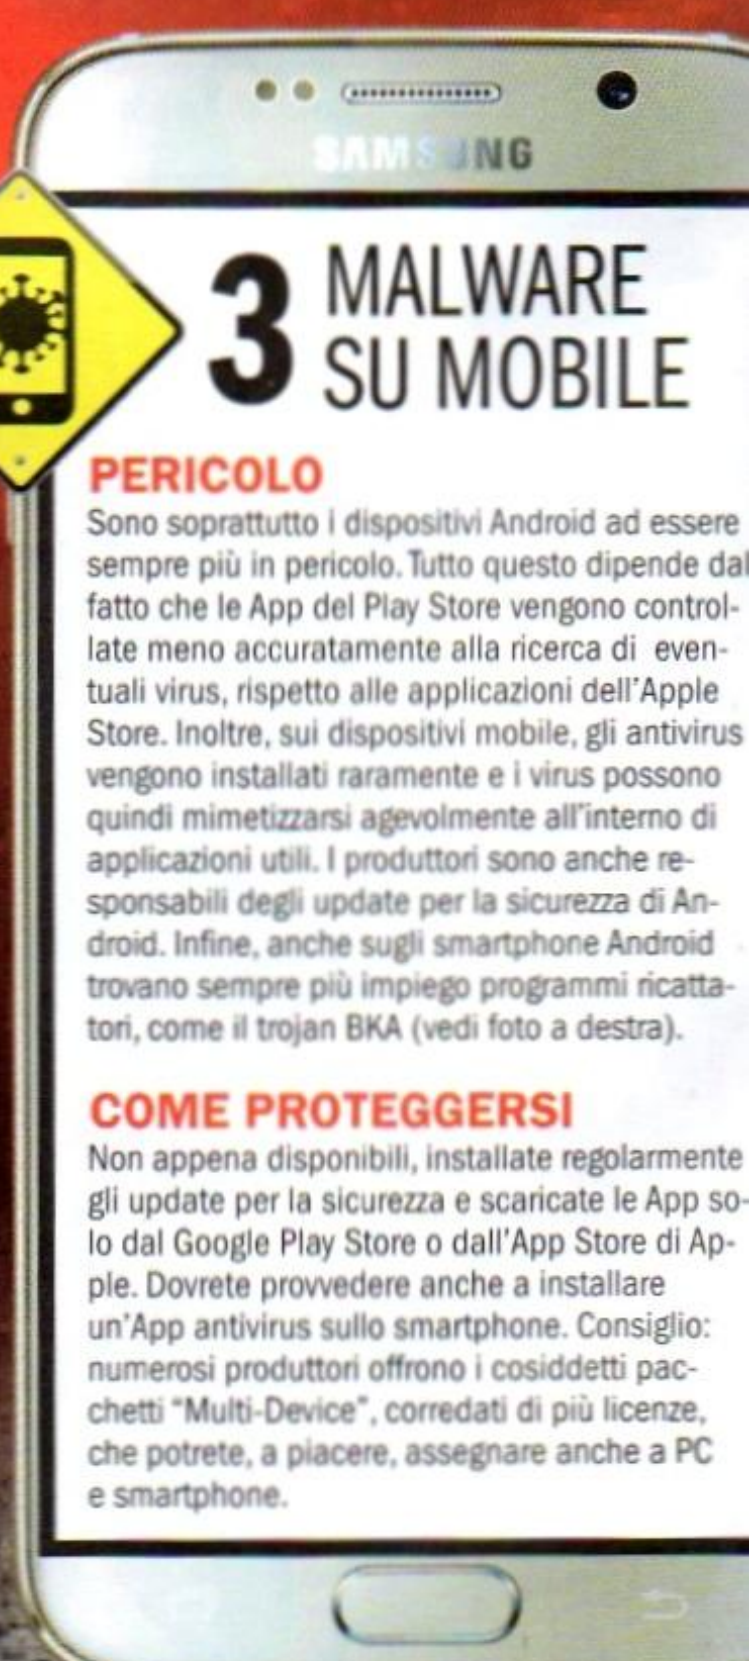 SAMSUNG
3 MALWARE
SU MOBILE
PERICOLO
Sono soprattutto i dispositivi Android ad essere
sempre più in pericolo. Tutto questo dipende dal
fatto che le App del Play Store vengono control-
late meno accuratamente alla ricerca di even-
tuali virus, rispetto alle applicazioni dell'Apple
Store. Inoltre, sui dispositivi mobile, gli antivirus
vengono installati raramente e i virus possono
quindi mimetizzarsi agevolmente all'interno di
applicazioni utili. I produttori sono anche re-
sponsabili degli update per la sicurezza di An-
droid. Infine, anche sugli smartphone Android
trovano sempre più impiego programmi ricatta-
tori, come il trojan BKA (vedi foto a destra).
COME PROTEGGERSI
Non appena disponibili, installate regolarmente
gli update per la sicurezza e scaricate le App so-
lo dal Google Play Store o dall'App Store di Ap-
ple. Dovrete provvedere anche a installare
un'App antivirus sullo smartphone. Consiglio:
numerosi produttori offrono i cosiddetti pac-
chetti "Multi-Device", corredati di più licenze,
che potrete, a piacere, assegnare anche a PC
e smartphone.